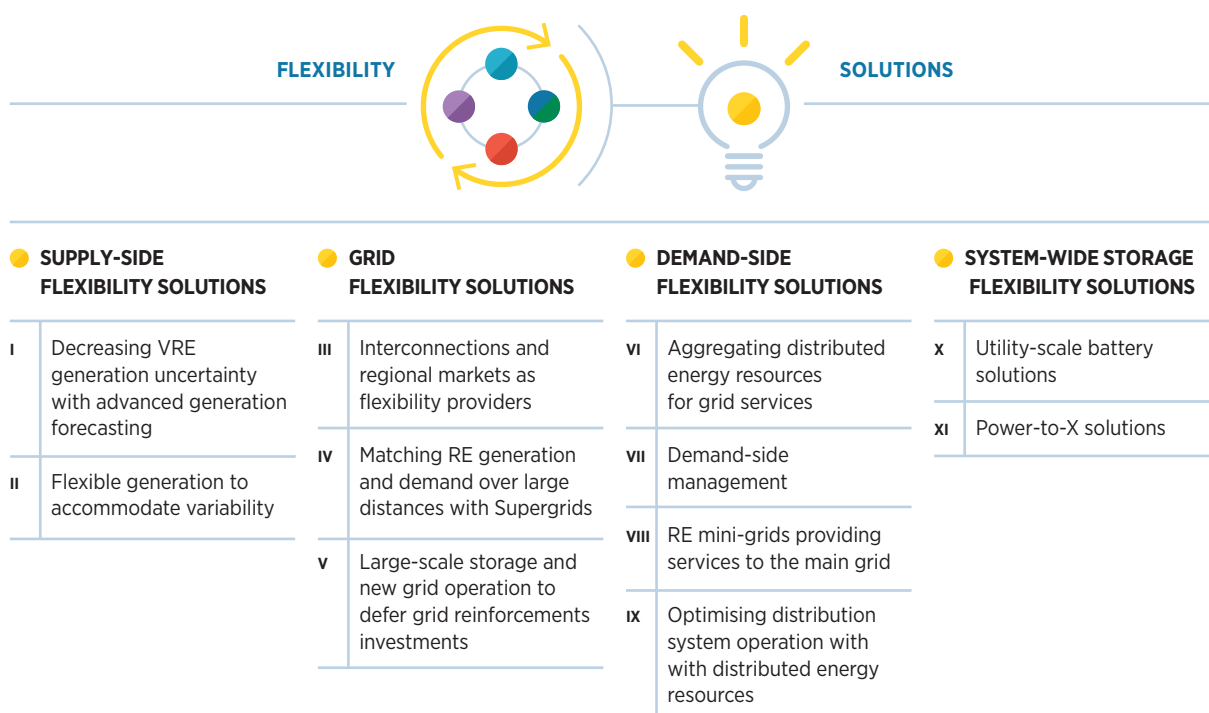 FLEXIBILITY
SOLUTIONS
SUPPLY-SIDE
FLEXIBILITY SOLUTIONS
I
Decreasing VRE
generation uncertainty
with advanced generation
forecasting
II
Flexible generation to
accommodate variability
GRID
FLEXIBILITY SOLUTIONS
III
Interconnections and
regional markets as
flexibility providers
IV
Matching RE generation
and demand over large
distances with Supergrids
V
Large-scale storage and
new grid operation to
defer grid reinforcements
investments
DEMAND-SIDE
FLEXIBILITY SOLUTIONS
VI
Aggregating distributed
energy resources
for grid services
VII
Demand-side
management
VIII
RE mini-grids providing
services to the main grid
IX
Optimising distribution
system operation with
with distributed energy
resources
SYSTEM-WIDE STORAGE
FLEXIBILITY SOLUTIONS
X
Utility-scale battery
solutions
XI
Power-to-X solutions